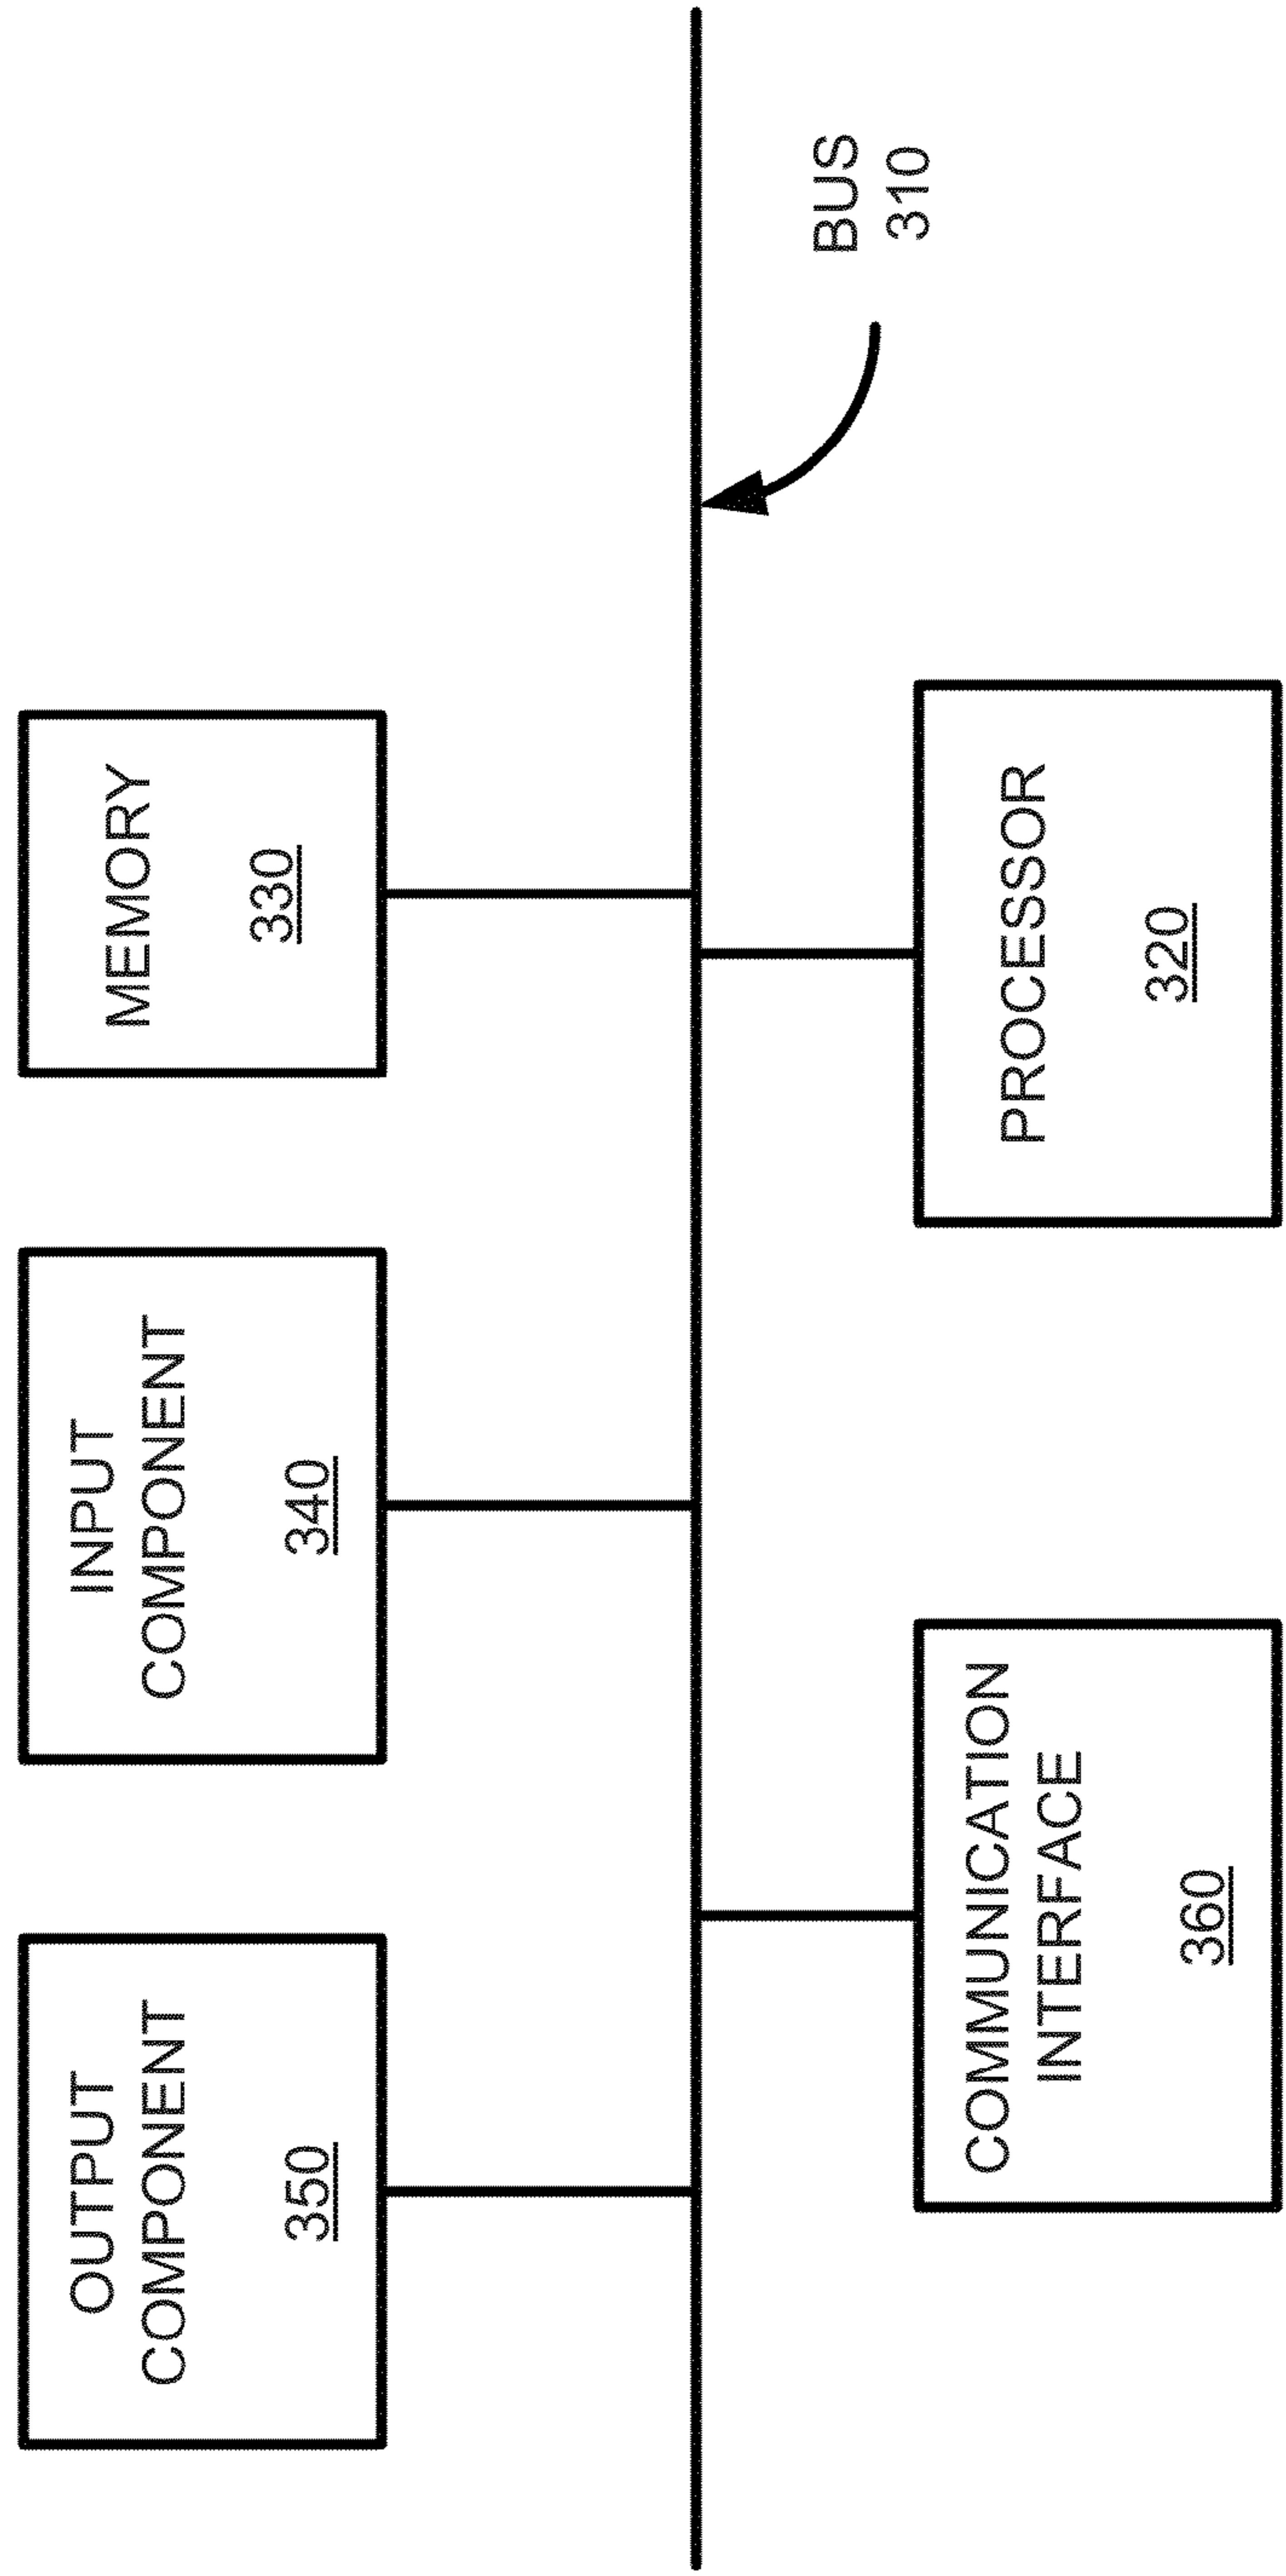 OUTPUT
COMPONENT
350
INPUT
COMPONENT
340
MEMORY
330
BUS
310
COMMUNICATION
INTERFACE
360
PROCESSOR
320